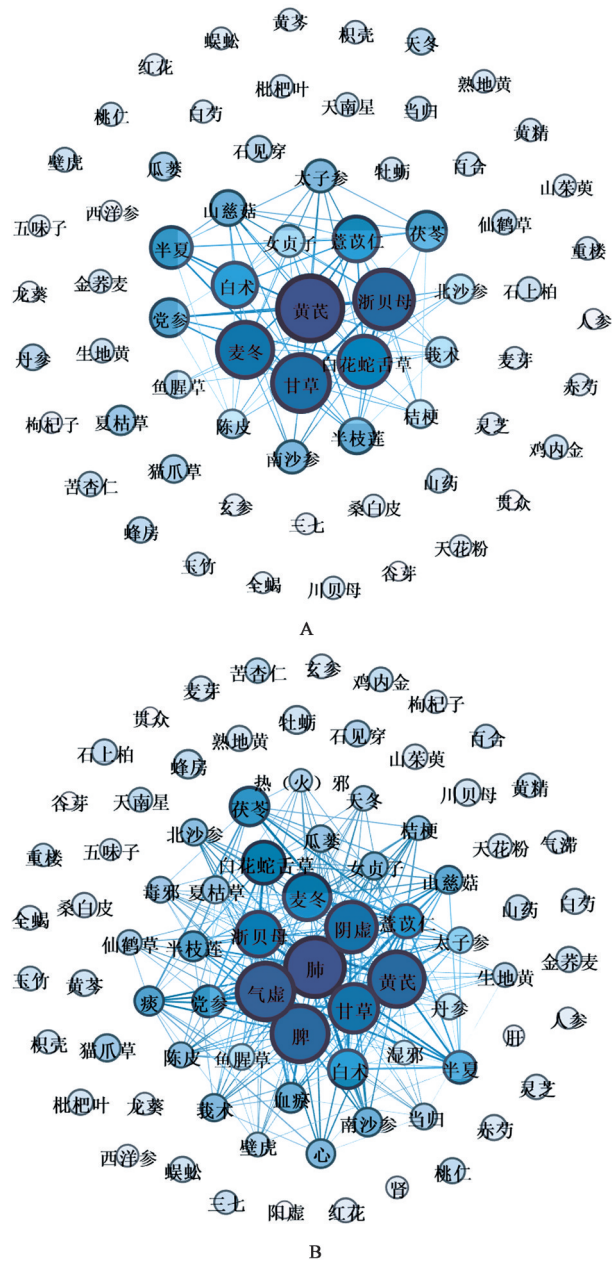 黄芩
蜈蚣
枳壳
天冬
红花
枇杷叶
熟地黄
桃仁
白芍
天南星
当归
黄精
石见穿
壁虎
瓜蒌
太子参
牡蛎
百合
山茱萸
五味子
西洋参
山慈菇
女贞子
薏苡仁
茯苓
仙鹤草
半夏
重楼
龙葵
金荞麦
白术
黄芪
浙贝母
北沙参
石上柏
党参
人参
丹参
生地黄
麦冬
白花蛇舌草
莪术
麦芽
鱼腥草
甘草
赤芍
枸杞子
夏枯草
陈皮
桔梗
灵芝
半枝莲
鸡内金
南沙参
苦杏仁
猫爪草
山药
玄参
桑白皮
贯众
蜂房
三七
天花粉
玉竹
全蝎
川贝母
谷芽
A
苦杏仁
玄参
鸡内金
麦芽
枸杞子
贯众
牡蛎
石见穿
百合
石上柏
熟地黄
山茱萸
蜂房
热（火）邪
川贝母
黄精
谷芽
天南星
茯苓
天冬
北沙参
瓜蒌
桔梗
天花粉
气滞
重楼
五味子
白花蛇舌草
女贞子
山慈菇
毒邪
夏枯草
麦冬
全蝎
桑白皮
山药
白芍
仙鹤草
半枝莲
浙贝母
阴虚
薏苡仁
太子参
玉竹
黄芩
肺
黄芪
生地黄
金荞麦
痰
党参
气虚
甘草
丹参
人参
枳壳
猫爪草
陈皮
鱼腥草
脾
湿邪
肝
白术
半夏
枇杷叶
龙葵
莪术
血瘀
灵芝
南沙参
当归
赤芍
西洋参
蜈蚣
壁虎
心
桃仁
三七
阳虚
红花
肾
B